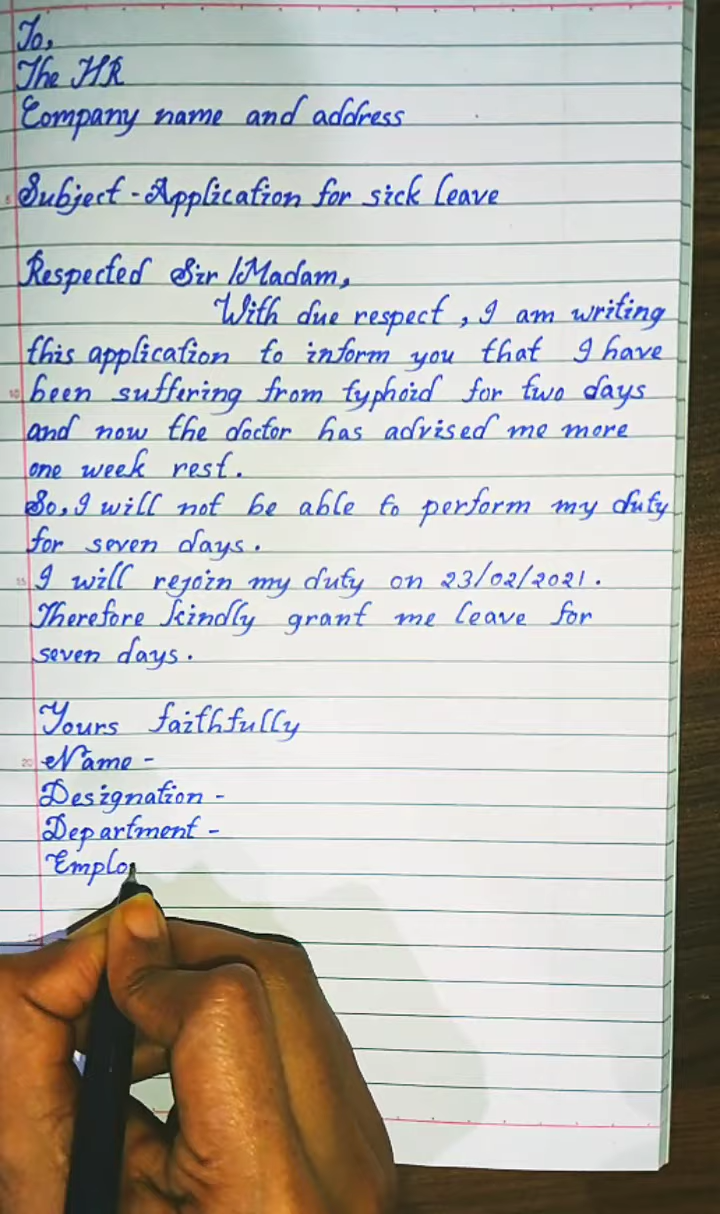 To,
The HR
Company name and address
Subject - Application for sick leave
Respected Sir/Madam,
With due respect, I am writing
this application to inform you that I have
been suffering from typhoid for two days
and now the doctor has advised me more
one week rest.
So, I will not be able to perform my duty
for seven days.
I will rejoin my duty on 23/02/2021.
Therefore kindly grant me leave for
seven days.
Yours faithfully
Name -
Designation -
Department -
Emplo